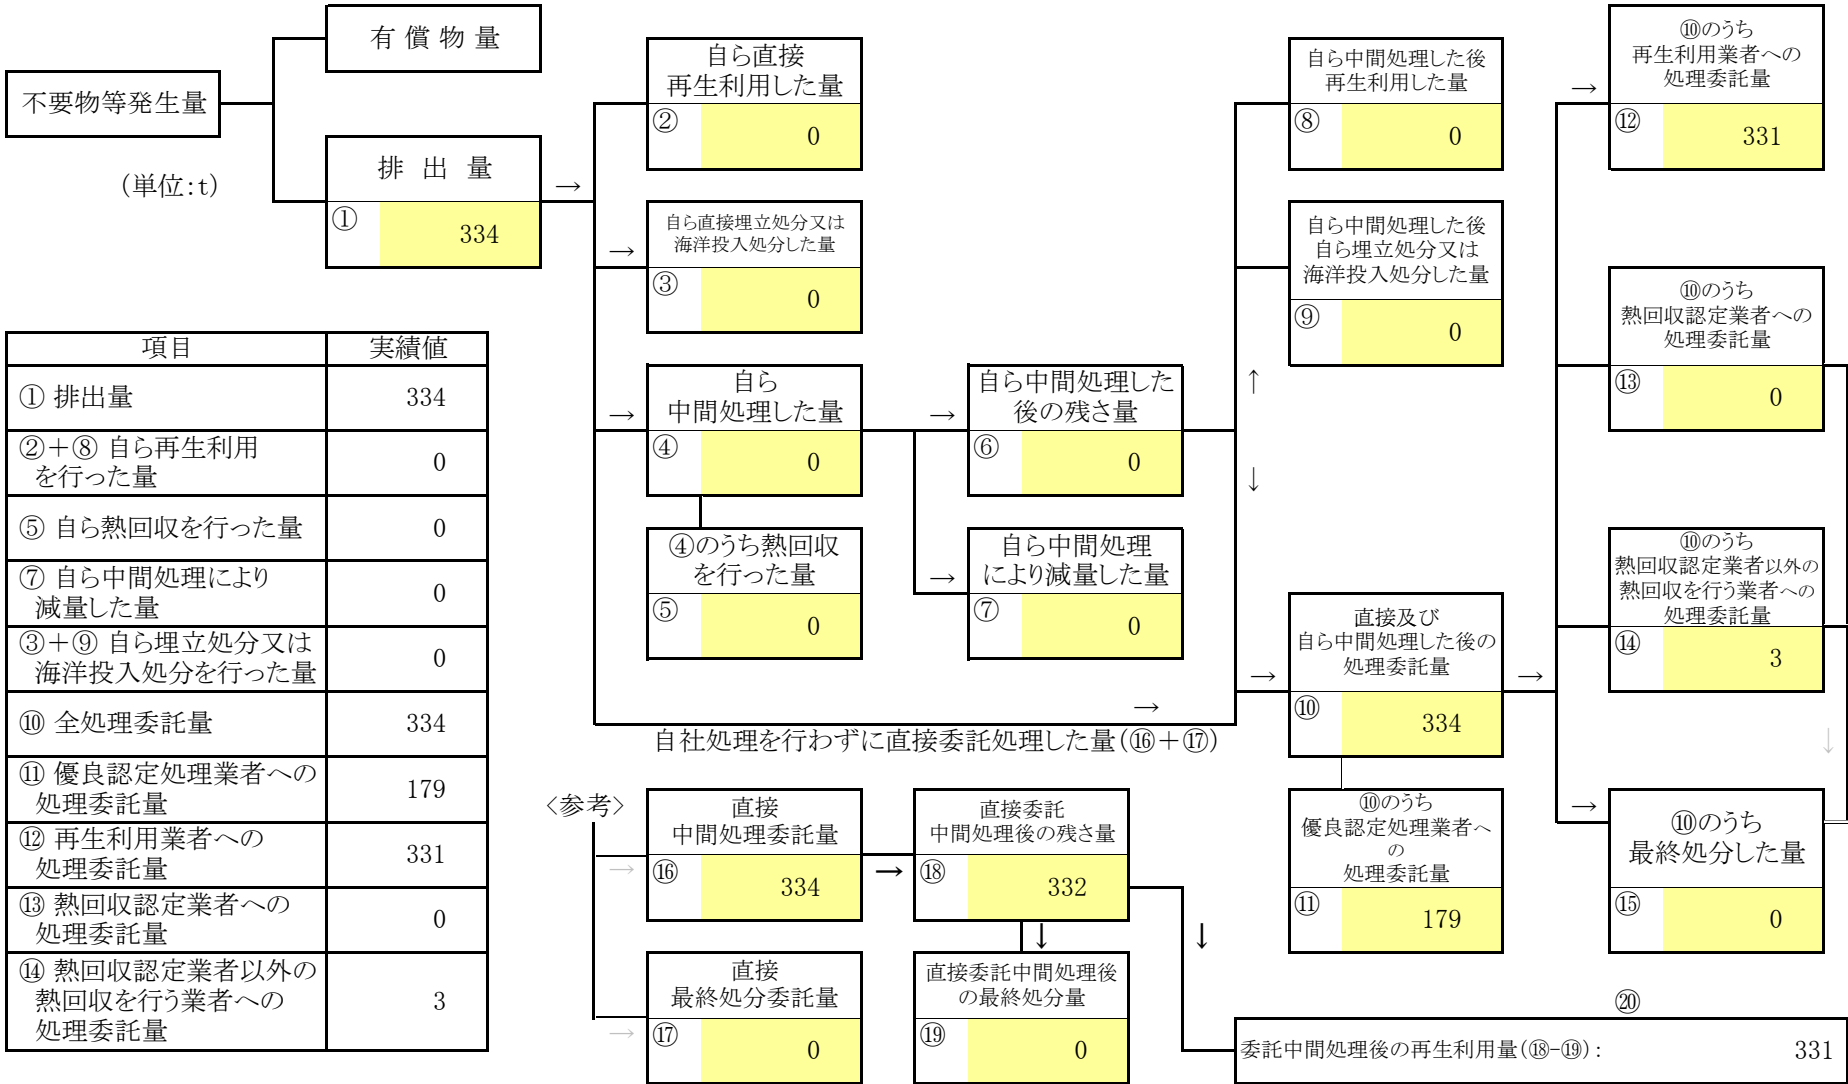 不要物等発生量
有 償 物 量
排 出 量
① 334
(単位:t)
→
自ら直接
再生利用した量
② 0
→
自ら直接埋立処分又は
海洋投入処分した量
③ 0
→
自ら
中間処理した量
④ 0
④のうち熱回収
を行った量
⑤ 0
→
自ら中間処理した
後の残さ量
⑥ 0
→
自ら中間処理
により減量した量
⑦ 0
自ら中間処理した後
再生利用した量
⑧ 0
自ら中間処理した後
自ら埋立処分又は
海洋投入処分した量
⑨ 0
↑
↓
→
自社処理を行わずに直接委託処理した量(⑯+⑰)
→
直接及び
自ら中間処理した後の
処理委託量
⑩ 334
⑩のうち
優良認定処理業者へ
の
処理委託量
⑪ 179
→
→
⑩のうち
再生利用業者への
処理委託量
⑫ 331
⑩のうち
熱回収認定業者への
処理委託量
⑬ 0
⑩のうち
熱回収認定業者以外の
熱回収を行う業者への
処理委託量
⑭ 3
↓
→
⑩のうち
最終処分した量
⑮ 0
項目 実績値
① 排出量 334
②+⑧ 自ら再生利用
を行った量 0
⑤ 自ら熱回収を行った量 0
⑦ 自ら中間処理により
減量した量 0
③+⑨ 自ら埋立処分又は
海洋投入処分を行った量 0
⑩ 全処理委託量 334
⑪ 優良認定処理業者への
処理委託量 179
⑫ 再生利用業者への
処理委託量 331
⑬ 熱回収認定業者への
処理委託量 0
⑭ 熱回収認定業者以外の
熱回収を行う業者への
処理委託量 3
〈参考〉
→
直接
中間処理委託量
⑯ 334
→
直接委託
中間処理後の残さ量
⑱ 332
→
直接
最終処分委託量
⑰ 0
↓
直接委託中間処理後
の最終処分量
⑲ 0
↓
⑳
委託中間処理後の再生利用量(⑱-⑲): 331